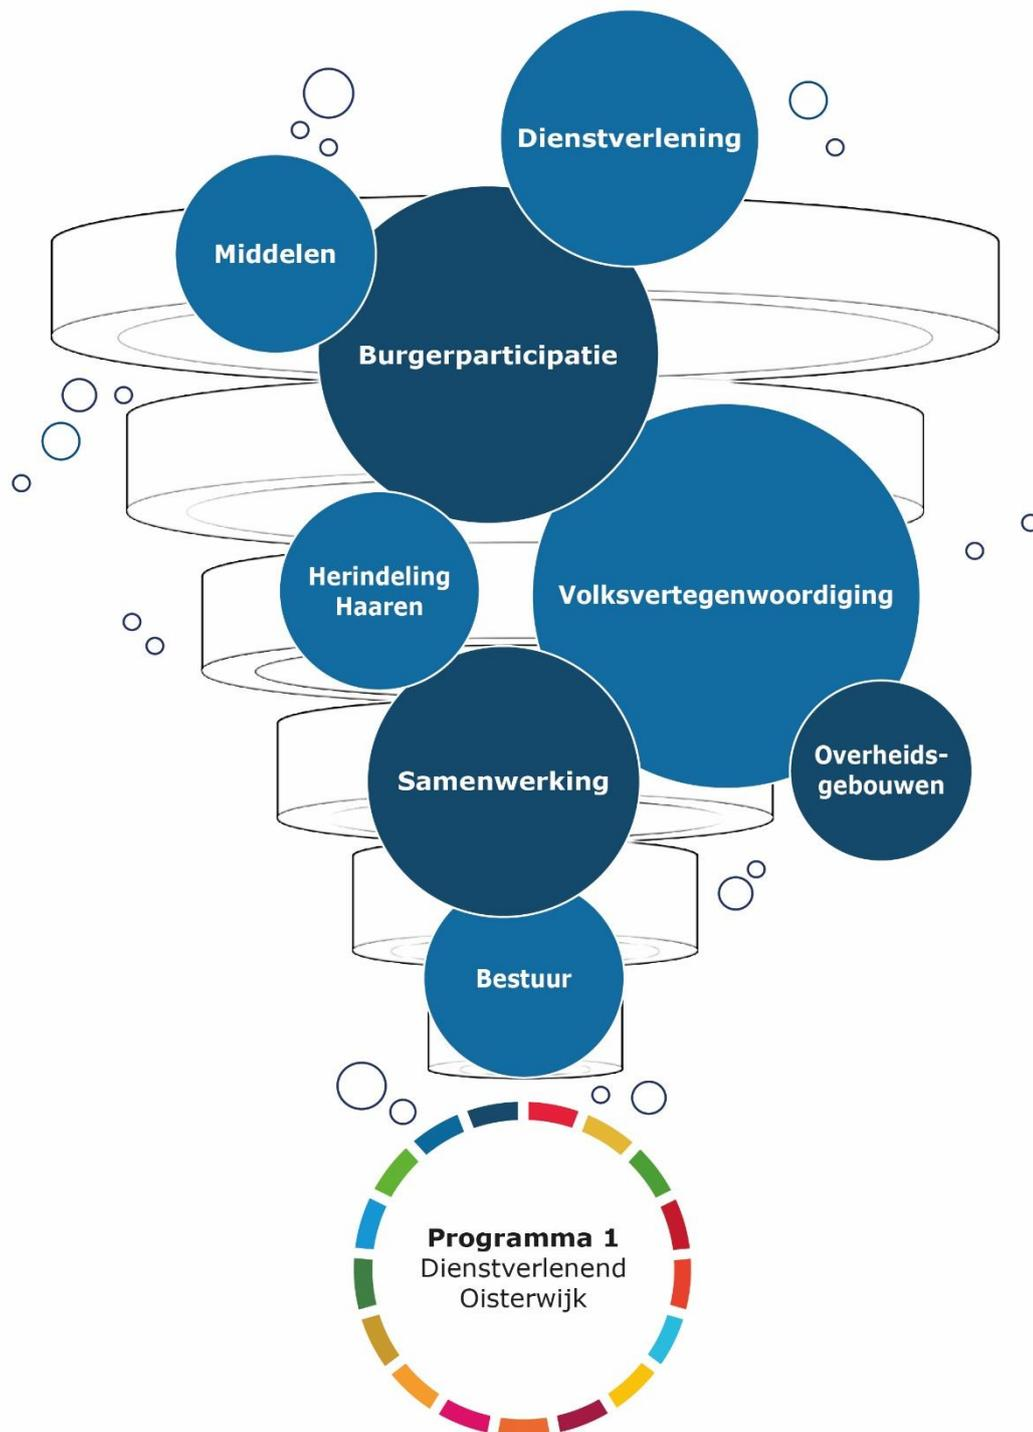 Dienstverlening
Middelen
Burgerparticipatie
Herindeling
Haaren
Volksvertegenwoordiging
Overheids-
gebouwen
Samenwerking
Bestuur
Programma 1
Dienstverlenend
Oisterwijk